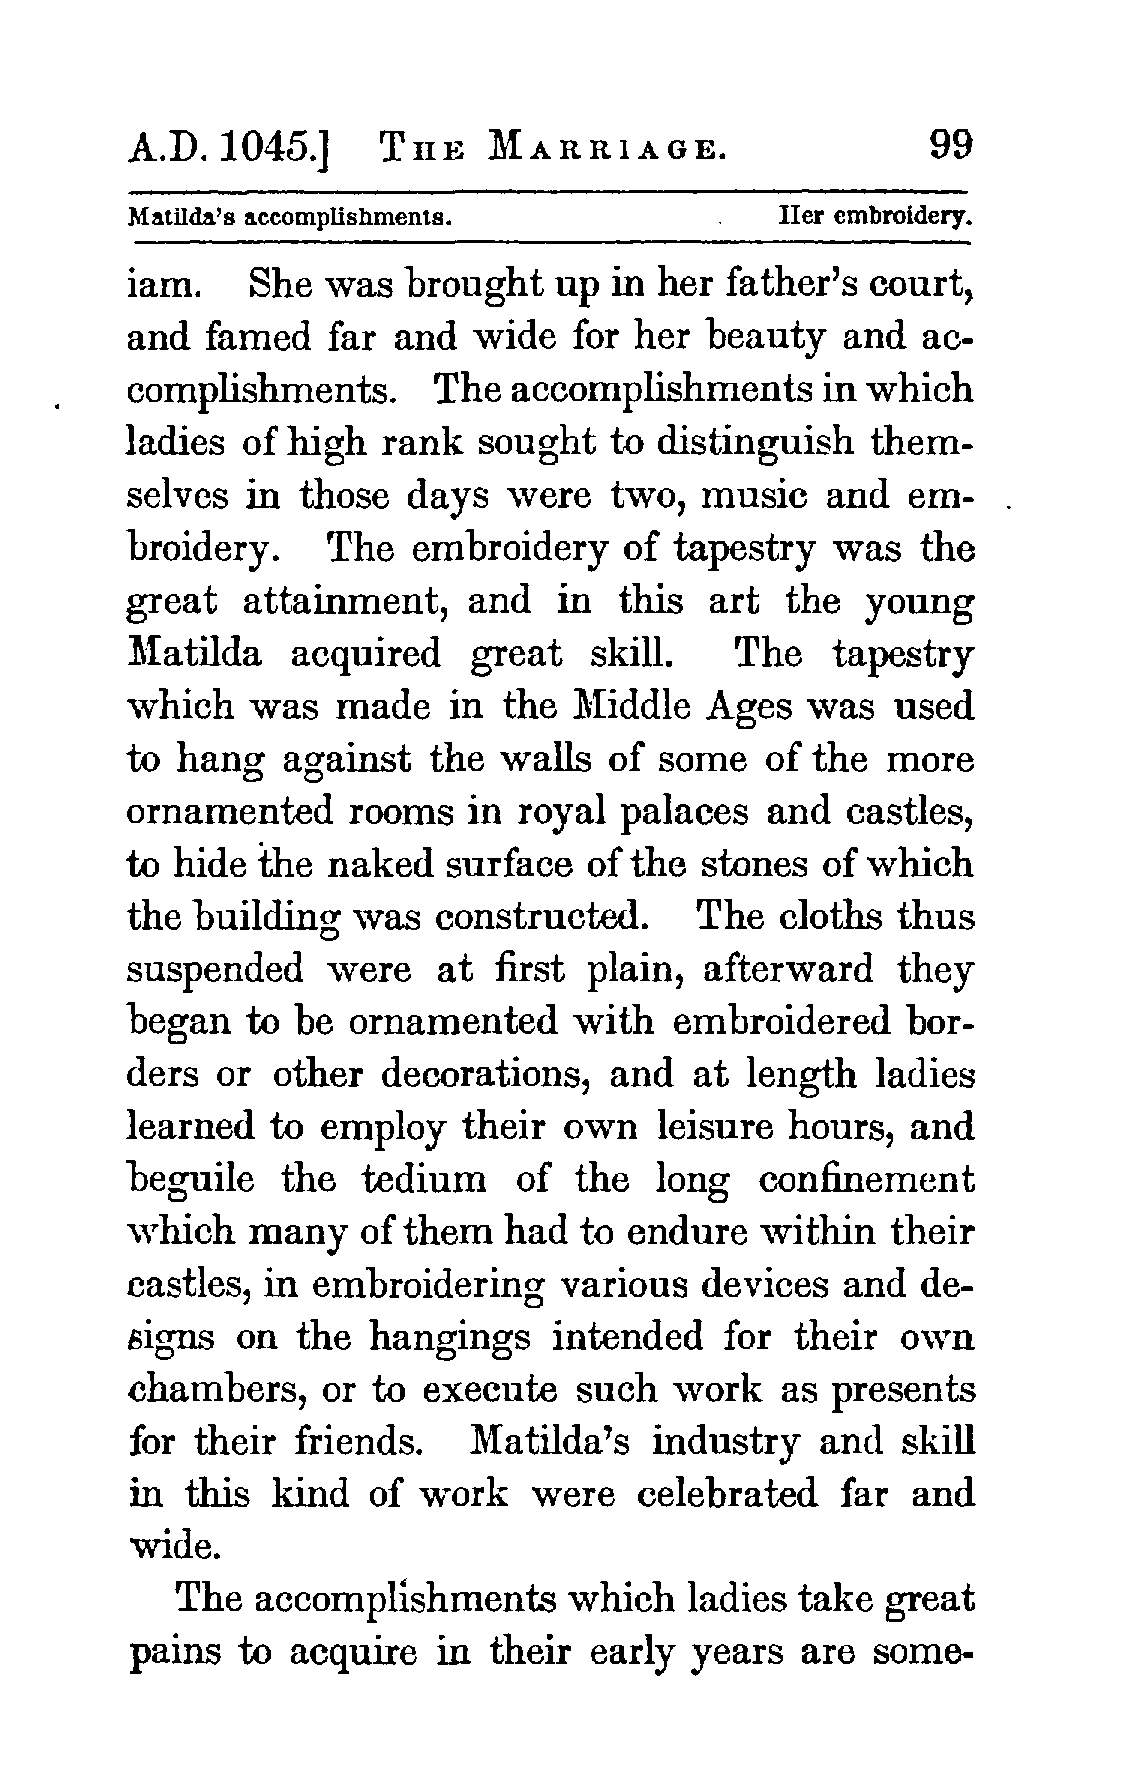 A.D. 1045.] THE MARRIAGE. 99
Matilda's accomplishments. Her embroidery.
iam. She was brought up in her father's court,
and famed far and wide for her beauty and ac-
complishments. The accomplishments in which
ladies of high rank sought to distinguish them-
selves in those days were two, music and em-
broidery. The embroidery of tapestry was the
great attainment, and in this art the young
Matilda acquired great skill. The tapestry
which was made in the Middle Ages was used
to hang against the walls of some of the more
ornamented rooms in royal palaces and castles,
to hide the naked surface of the stones of which
the building was constructed. The cloths thus
suspended were at first plain, afterward they
began to be ornamented with embroidered bor-
ders or other decorations, and at length ladies
learned to employ their own leisure hours, and
beguile the tedium of the long confinement
which many of them had to endure within their
castles, in embroidering various devices and de-
signs on the hangings intended for their own
chambers, or to execute such work as presents
for their friends. Matilda's industry and skill
in this kind of work were celebrated far and
wide.
The accomplishments which ladies take great
pains to acquire in their early years are some-